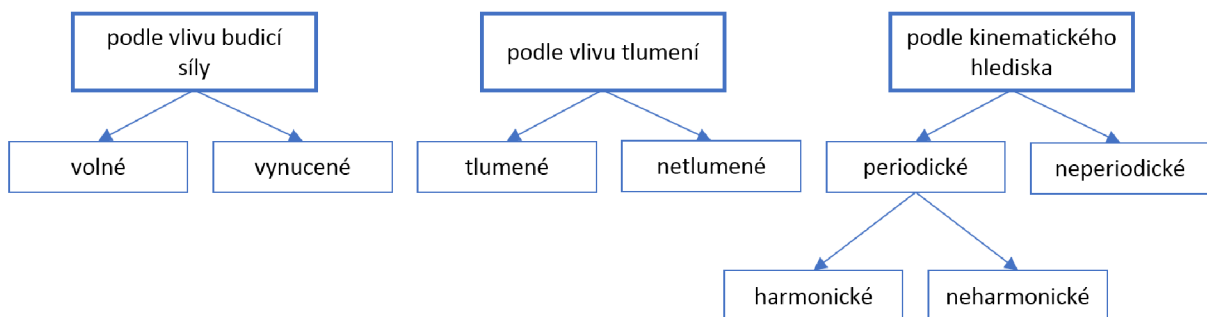 podle vlivu budicí
síly
podle vlivu tlumení
podle kinematického
hlediska
volné
vynucené
tlumené
netlumené
periodické
neperiodické
harmonické
neharmonické